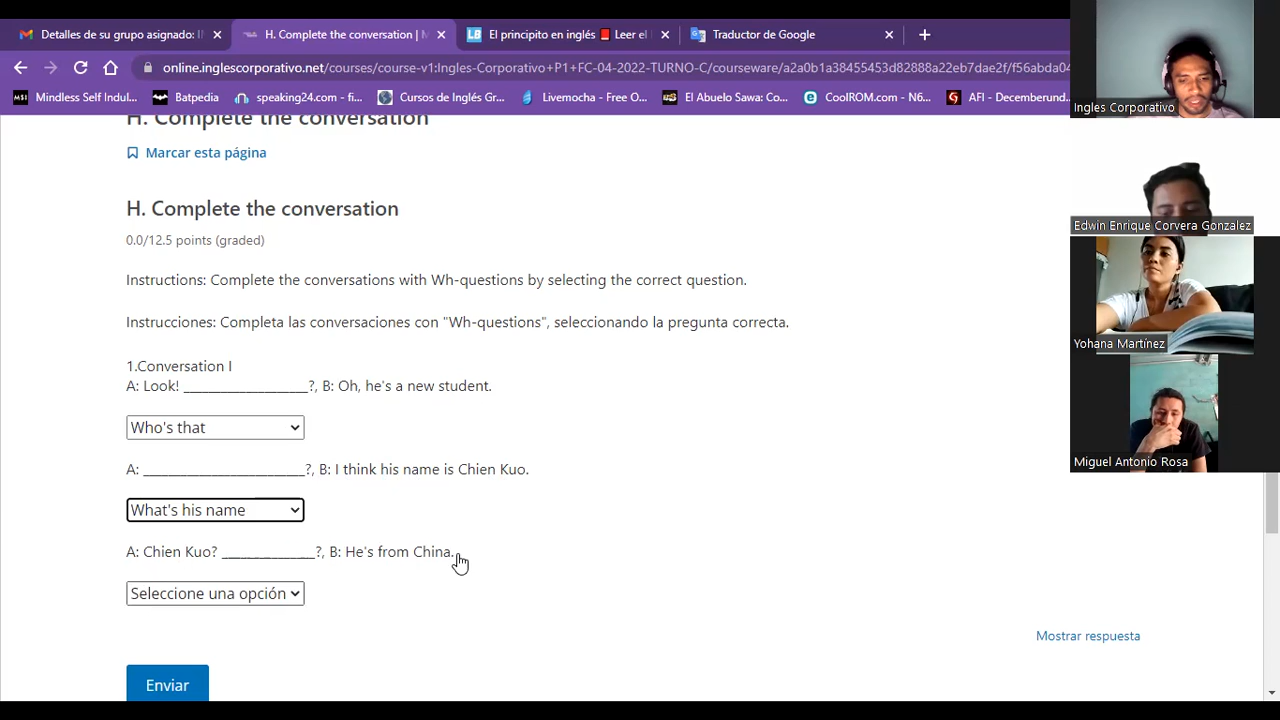 Detalles de su grupo asignado: I
H. Complete the conversation | M
El principito en inglés 📕 Leer el
Traductor de Google
online.inglescorporativo.net/courses/course-v1:Ingles-Corporativo+P1+FC-04-2022-TURNO-C/courseware/a2a0b1a38455453d82888a22eb7dae2f/f56abda04
Mindless Self Indul...
Batpedia
speaking24.com - fi...
Cursos de Inglés Gr...
Livemocha - Free O...
El Abuelo Sawa: Co...
CoolROM.com - N6...
AFI - Decemberund...
H. Complete the conversation
Marcar esta página
H. Complete the conversation
0.0/12.5 points (graded)
Instructions: Complete the conversations with Wh-questions by selecting the correct question.
Instrucciones: Completa las conversaciones con "Wh-questions", seleccionando la pregunta correcta.
1.Conversation I
A: Look! ____________________?, B: Oh, he's a new student.
Who's that
A: __________________________?, B: I think his name is Chien Kuo.
What's his name
A: Chien Kuo? _______________?, B: He's from China.
Seleccione una opción
Mostrar respuesta
Enviar
Ingles Corporativo
Edwin Enrique Corvera Gonzalez
Yohana Martínez
Miguel Antonio Rosa